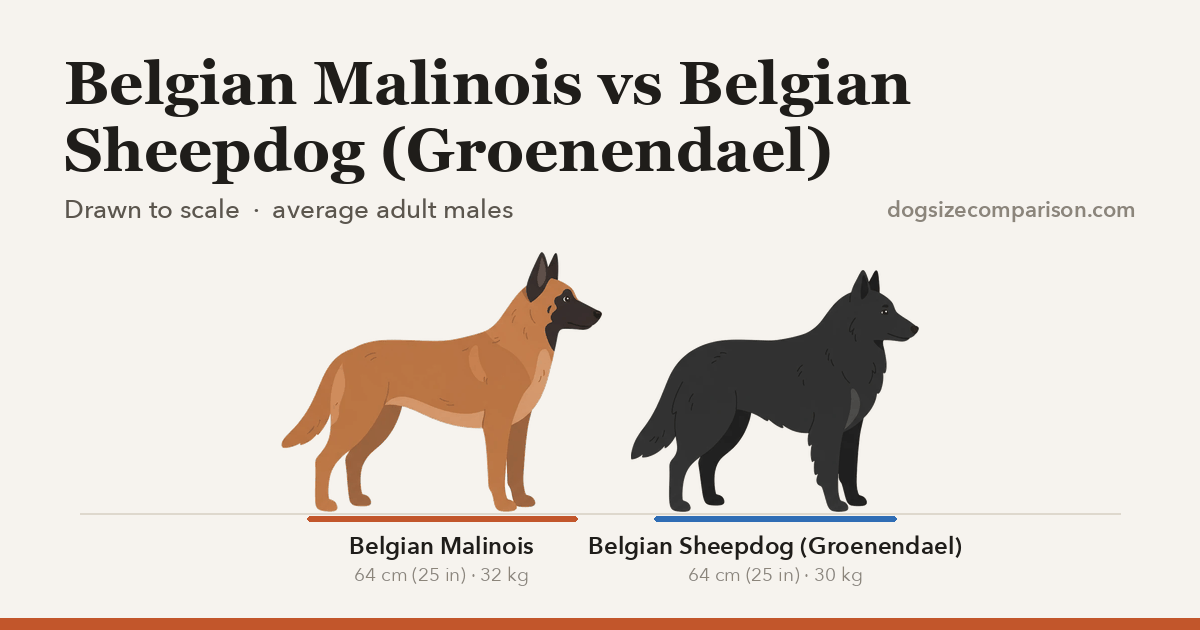 Belgian Malinois vs Belgian
Sheepdog (Groenendael)
Drawn to scale · average adult males
dogsizecomparison.com
Belgian Malinois
64 cm (25 in) · 32 kg
Belgian Sheepdog (Groenendael)
64 cm (25 in) · 30 kg